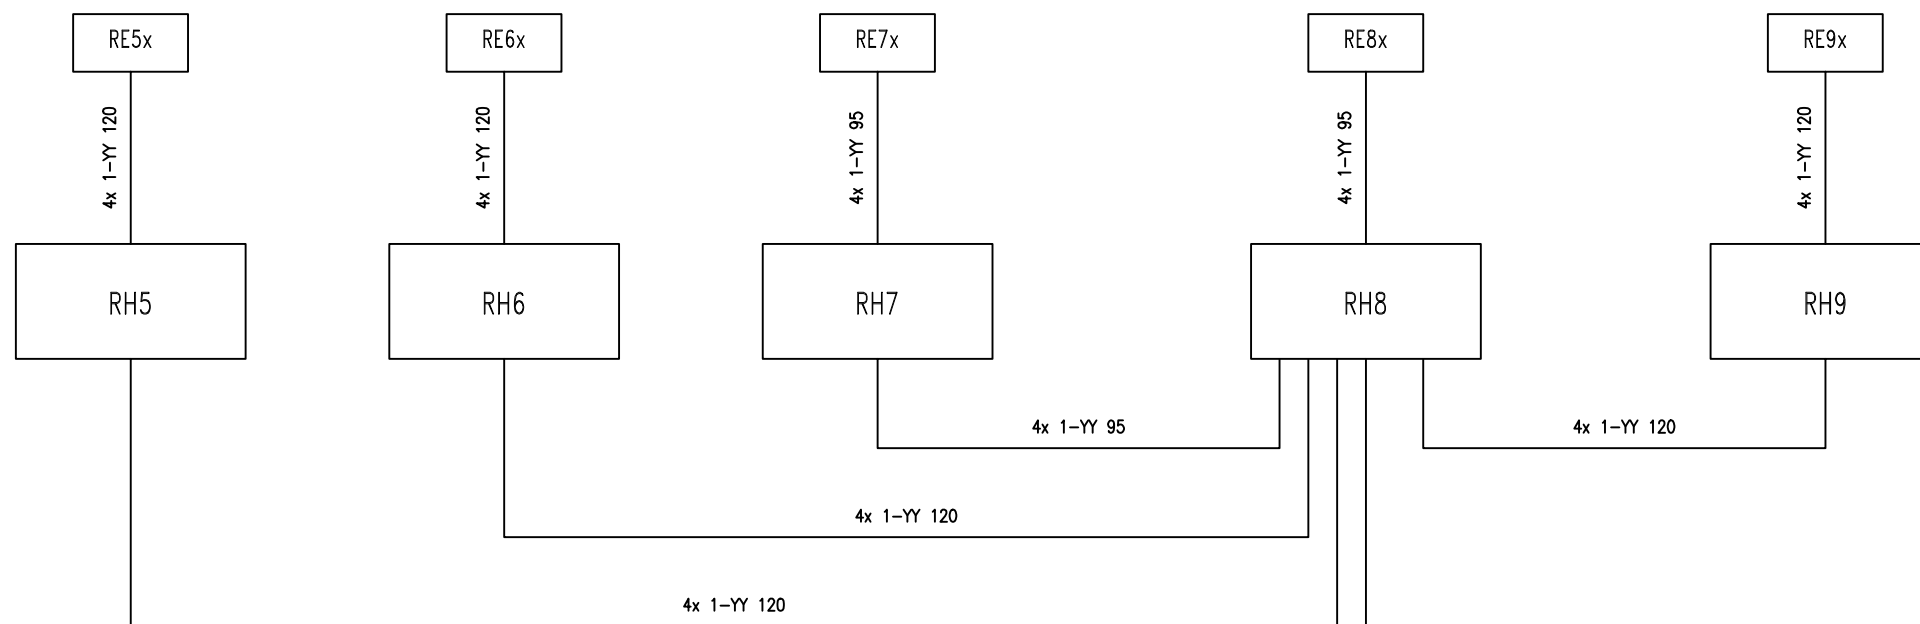 RE5x
RE6x
RE7x
RE8x
RE9x
4x 1-YY 120
4x 1-YY 120
4x 1-YY 95
4x 1-YY 95
4x 1-YY 120
RH5
RH6
RH7
RH8
RH9
4x 1-YY 95
4x 1-YY 120
4x 1-YY 120
4x 1-YY 120